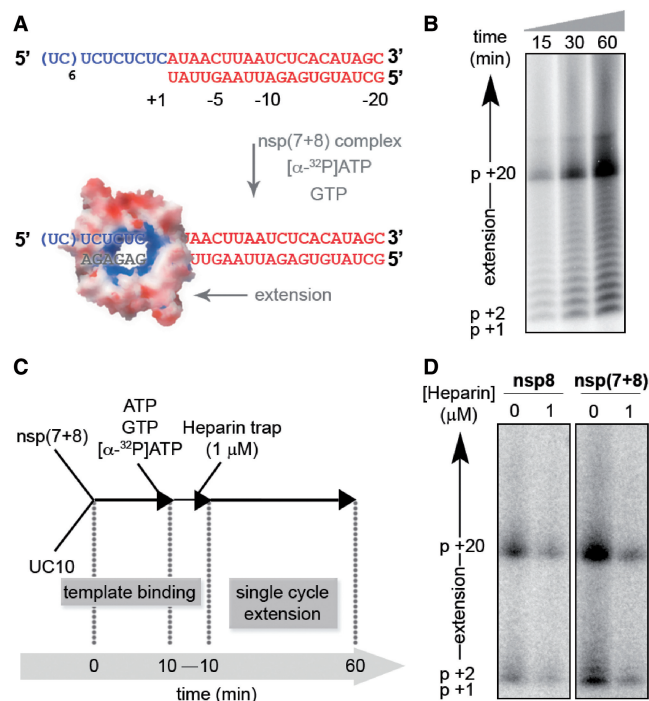 A
5' (UC) UCUCUCUCAUAACUUAAUCUCACAUAGC 3'
6
UAUUGAAUUAGAGUGUAUCG 5'
+1 -5 -10 -20
nsp(7+8) complex
[α-³²P]ATP
GTP
5' (UC) UCUCUC UAACUUAAUCUCACAUAGC 3'
AGAGAG UUGAAUUAGAGUGUAUCG 5'
extension
B
time
(min)
15 30 60
p +20
extension
p +2
p +1
C
ATP
GTP
[α-³²P]ATP
nsp(7+8)
Heparin trap
(1 μM)
UC10
template binding
single cycle
extension
0 10 — 10 60
time (min)
D
nsp8 nsp(7+8)
[Heparin]
(μM)
0 1 0 1
p +20
extension
p +2
p +1